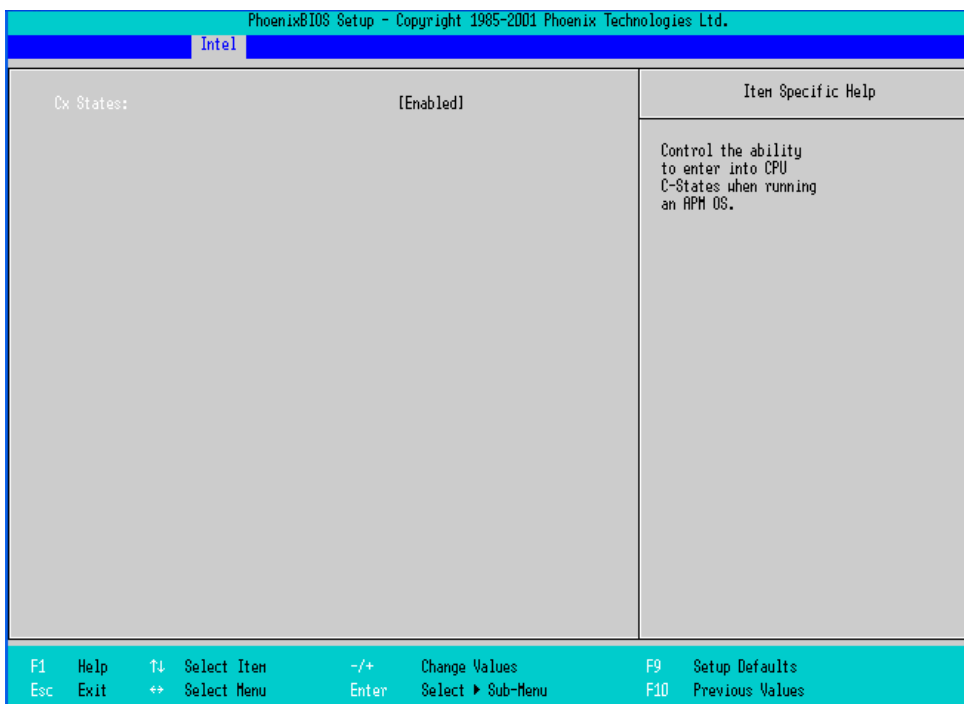 PhoenixBIOS Setup - Copyright 1985-2001 Phoenix Technologies Ltd.
Intel
Cx States: [Enabled]
Item Specific Help
Control the ability
to enter into CPU
C-States when running
an APM OS.
F1 Help ↑↓ Select Item -/+ Change Values F9 Setup Defaults
Esc Exit ↔ Select Menu Enter Select ▶ Sub-Menu F10 Previous Values